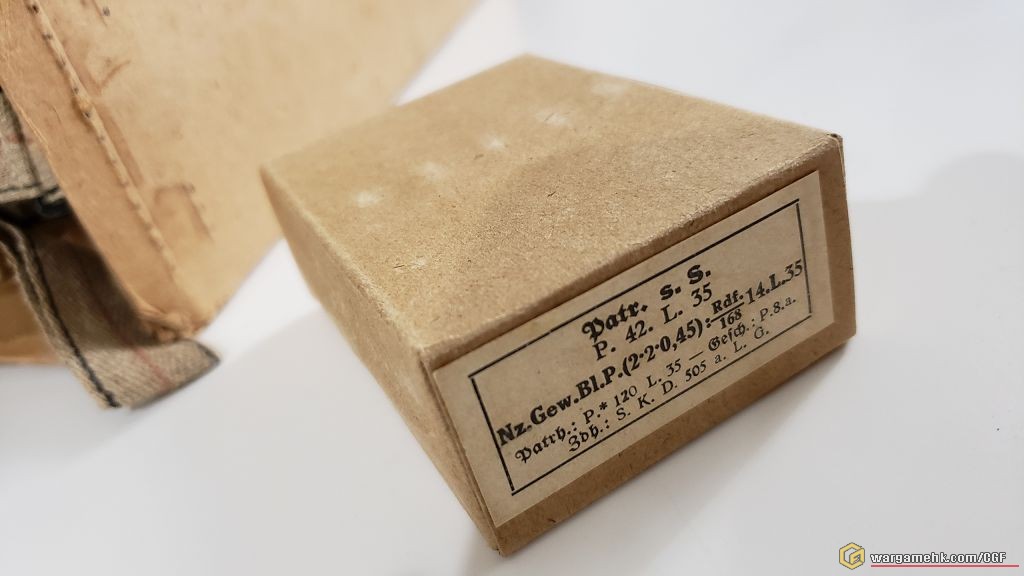 Patr. s. S.
P. 42. L. 35
Nz.Gew.Bl.P.(2·2·0,45): Rdf. 168 14.L.35
Patrh.: P.* 120 L. 35 — Gesch.: P.8.a.
Zdh.: S. K. D. 505 a. L. G.
wargamehk.com/CGF